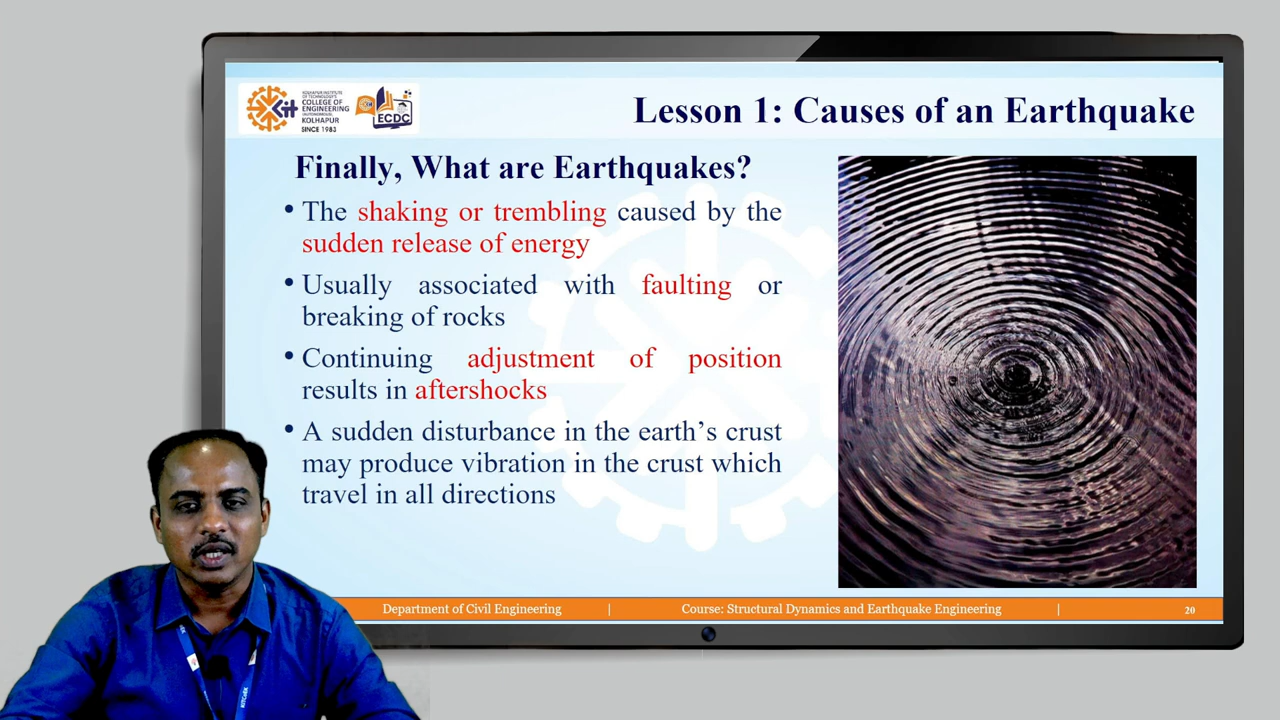 KOLHAPUR INSTITUTE
OF TECHNOLOGY'S
COLLEGE OF
ENGINEERING
(AUTONOMOUS),
KOLHAPUR
SINCE 1983
ECDC
Lesson 1: Causes of an Earthquake
Finally, What are Earthquakes?
• The shaking or trembling caused by the
sudden release of energy
• Usually associated with faulting or
breaking of rocks
• Continuing adjustment of position
results in aftershocks
• A sudden disturbance in the earth's crust
may produce vibration in the crust which
travel in all directions
Department of Civil Engineering | Course: Structural Dynamics and Earthquake Engineering | 20